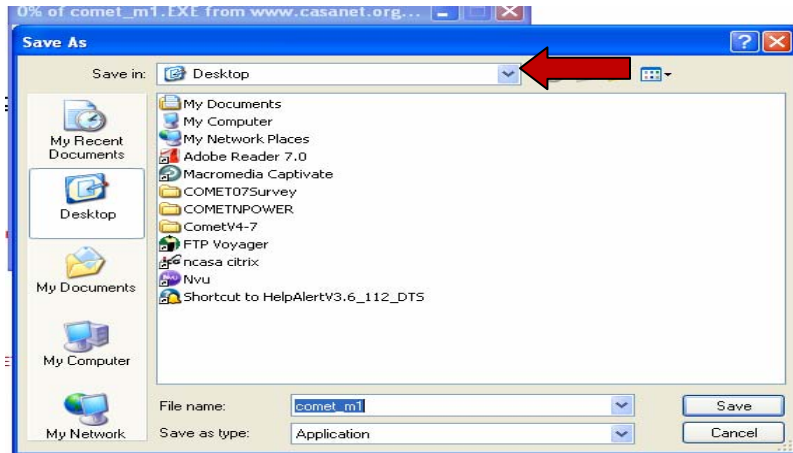 0% of comet_m1.EXE from www.casanet.org...
Save As
Save in: Desktop
My Recent Documents
Desktop
My Documents
My Computer
My Network
My Documents
My Computer
My Network Places
Adobe Reader 7.0
Macromedia Captivate
COMET07Survey
COMETNPOWER
CometV4-7
FTP Voyager
ncasa citrix
Nvu
Shortcut to HelpAlertV3.6_112_DTS
File name: comet_m1 Save
Save as type: Application Cancel